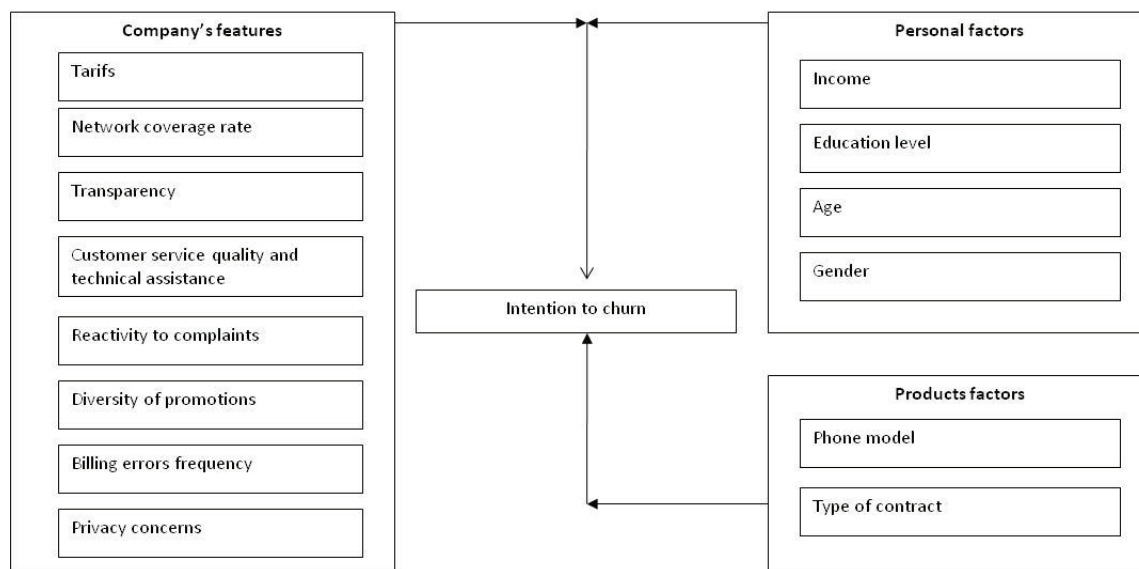 Company's features
Tarifs
Network coverage rate
Transparency
Customer service quality and
technical assistance
Reactivity to complaints
Diversity of promotions
Billing errors frequency
Privacy concerns
Intention to churn
Personal factors
Income
Education level
Age
Gender
Products factors
Phone model
Type of contract